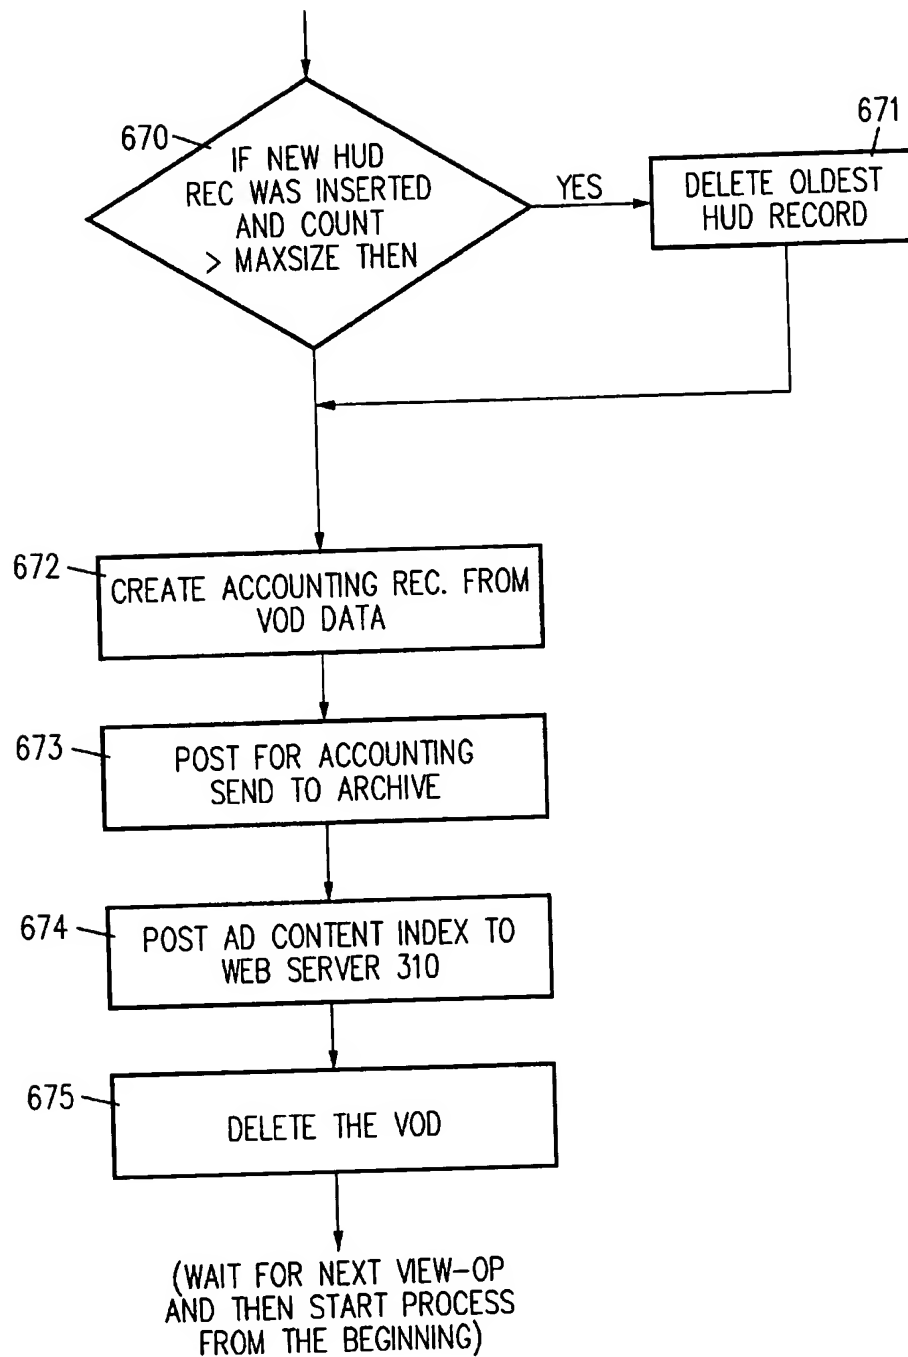 670
IF NEW HUD
REC WAS INSERTED
AND COUNT
> MAXSIZE THEN
YES
671
DELETE OLDEST
HUD RECORD
672
CREATE ACCOUNTING REC. FROM
VOD DATA
673
POST FOR ACCOUNTING
SEND TO ARCHIVE
674
POST AD CONTENT INDEX TO
WEB SERVER 310
675
DELETE THE VOD
(WAIT FOR NEXT VIEW-OP
AND THEN START PROCESS
FROM THE BEGINNING)